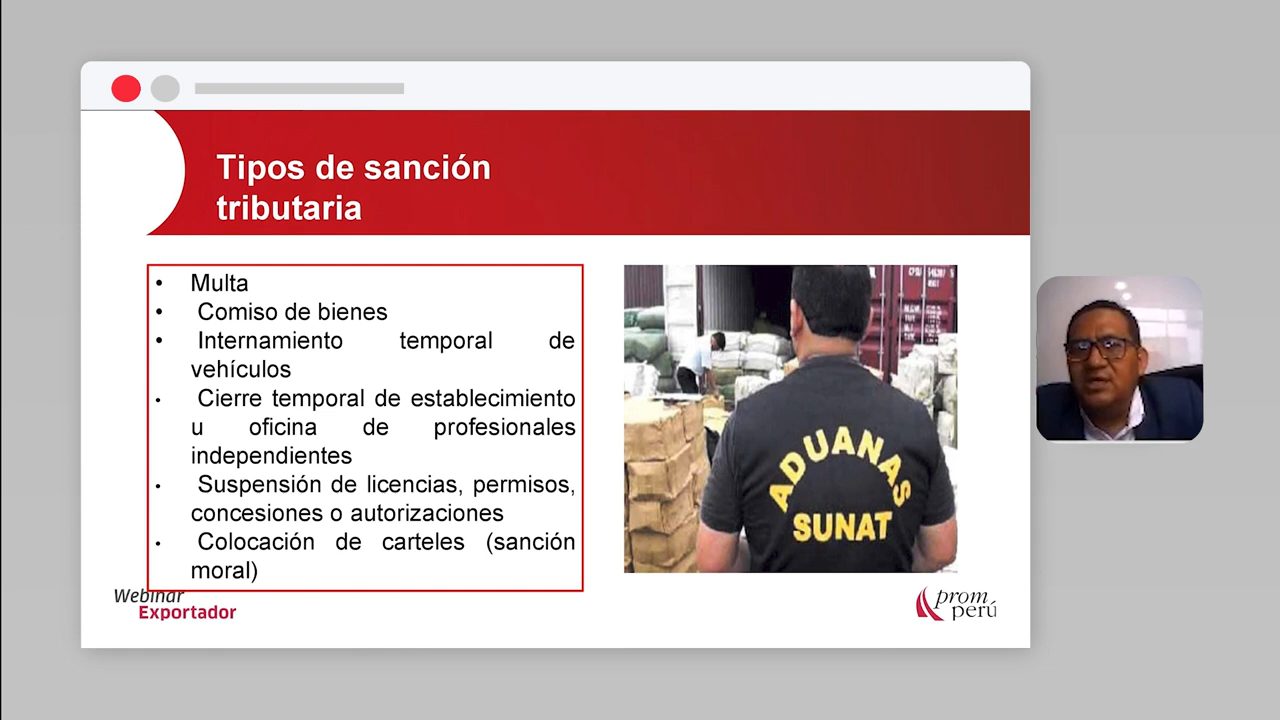 Tipos de sanción
tributaria
• Multa
• Comiso de bienes
• Internamiento temporal de
vehículos
• Cierre temporal de establecimiento
u oficina de profesionales
independientes
• Suspensión de licencias, permisos,
concesiones o autorizaciones
• Colocación de carteles (sanción
moral)
ADUANAS
SUNAT
Webinar
Exportador
prom
perú